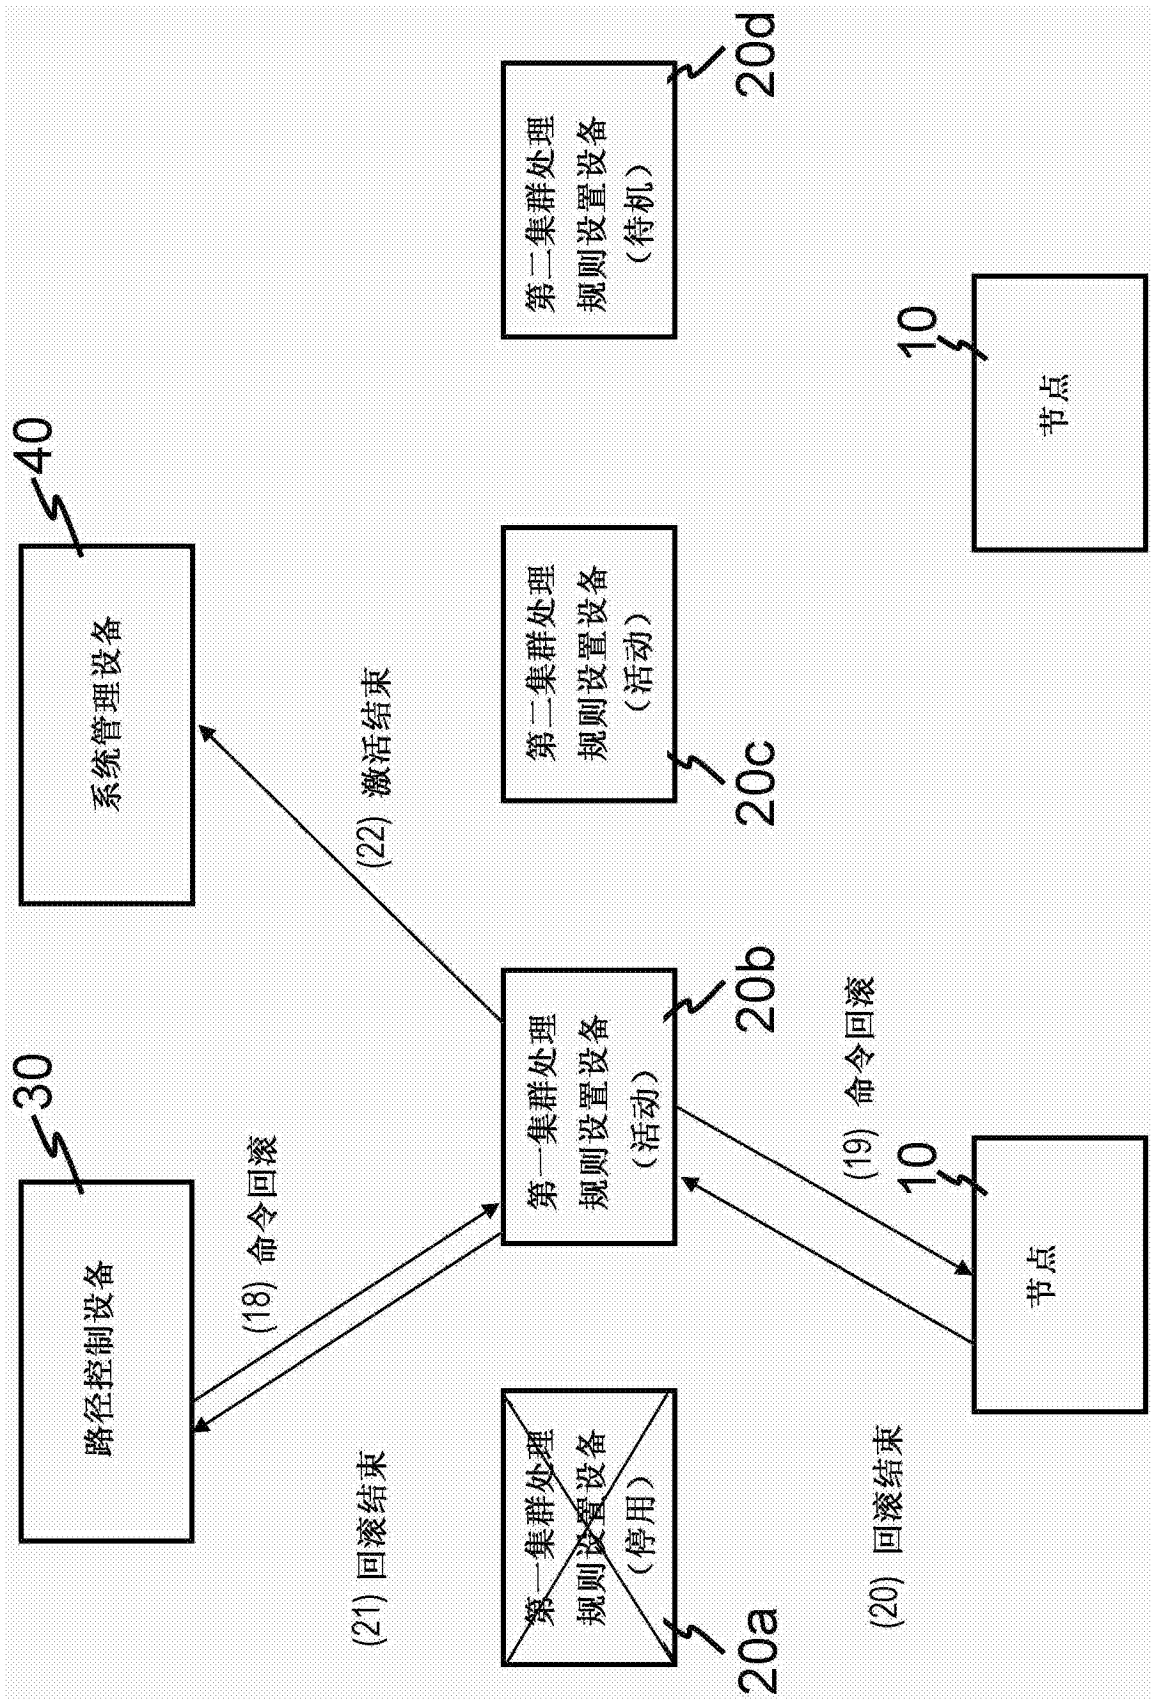 30
40
路径控制设备
系统管理设备
(18) 命令回滚
(21) 回滚结束
(22) 激活结束
第一集群处理
规则设置设备
（停用）
20a
第一集群处理
规则设置设备
（活动）
20b
第二集群处理
规则设置设备
（活动）
20c
第二集群处理
规则设置设备
（待机）
20d
(19) 命令回滚
(20) 回滚结束
10
节点
10
节点